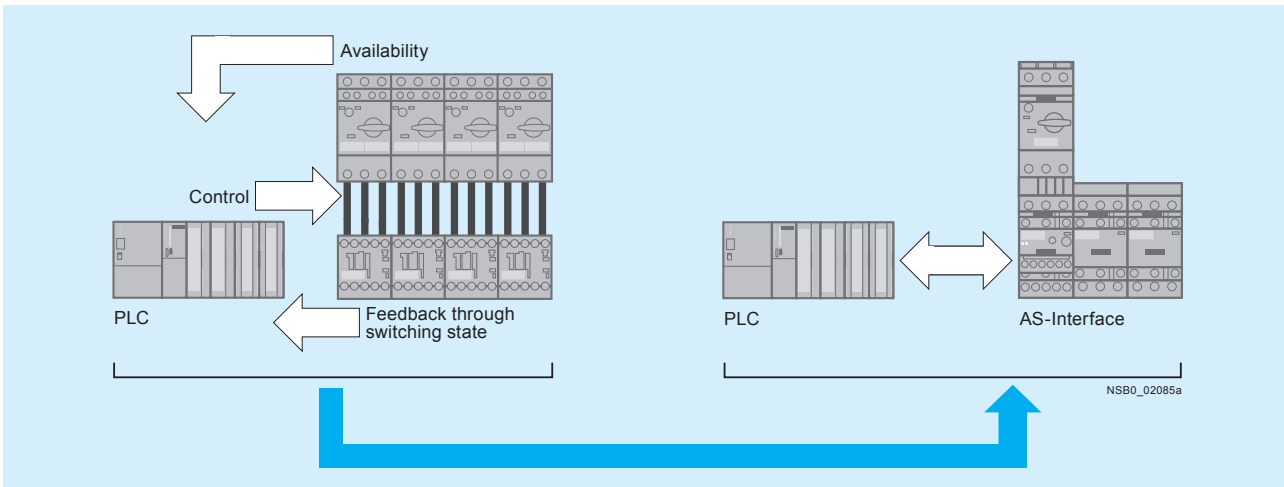 Availability
Control
PLC
Feedback through
switching state
PLC
AS-Interface
NSB0_02085a